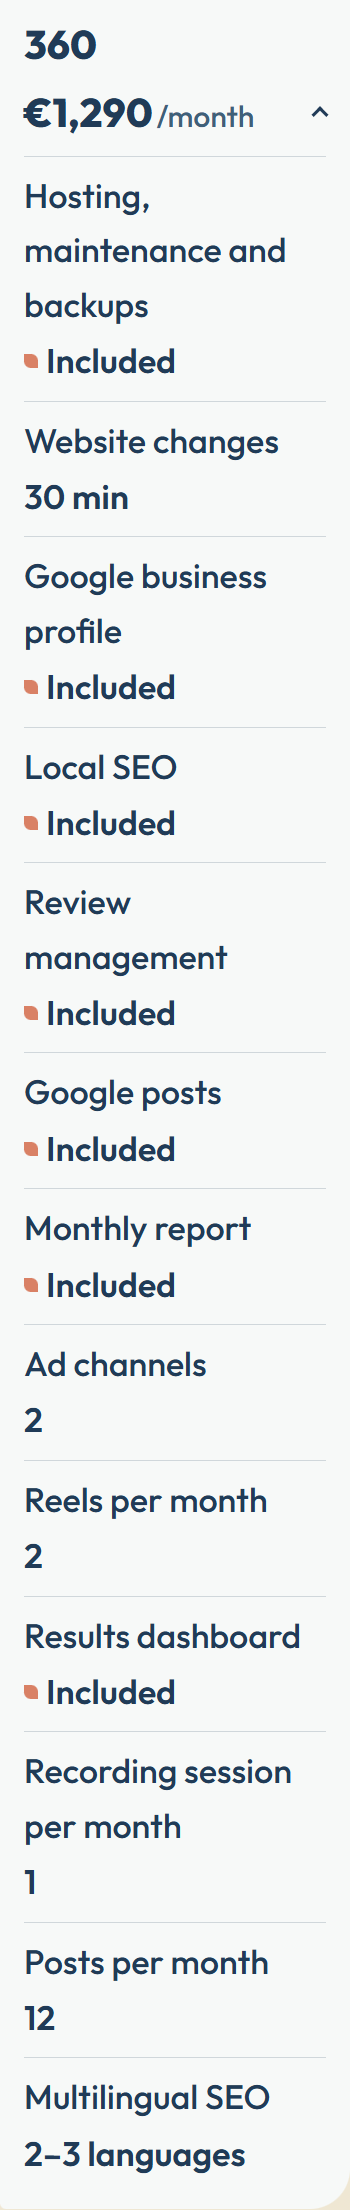 360
€1,290 /month
Hosting,
maintenance and
backups
Included
Website changes
30 min
Google business
profile
Included
Local SEO
Included
Review
management
Included
Google posts
Included
Monthly report
Included
Ad channels
2
Reels per month
2
Results dashboard
Included
Recording session
per month
1
Posts per month
12
Multilingual SEO
2–3 languages